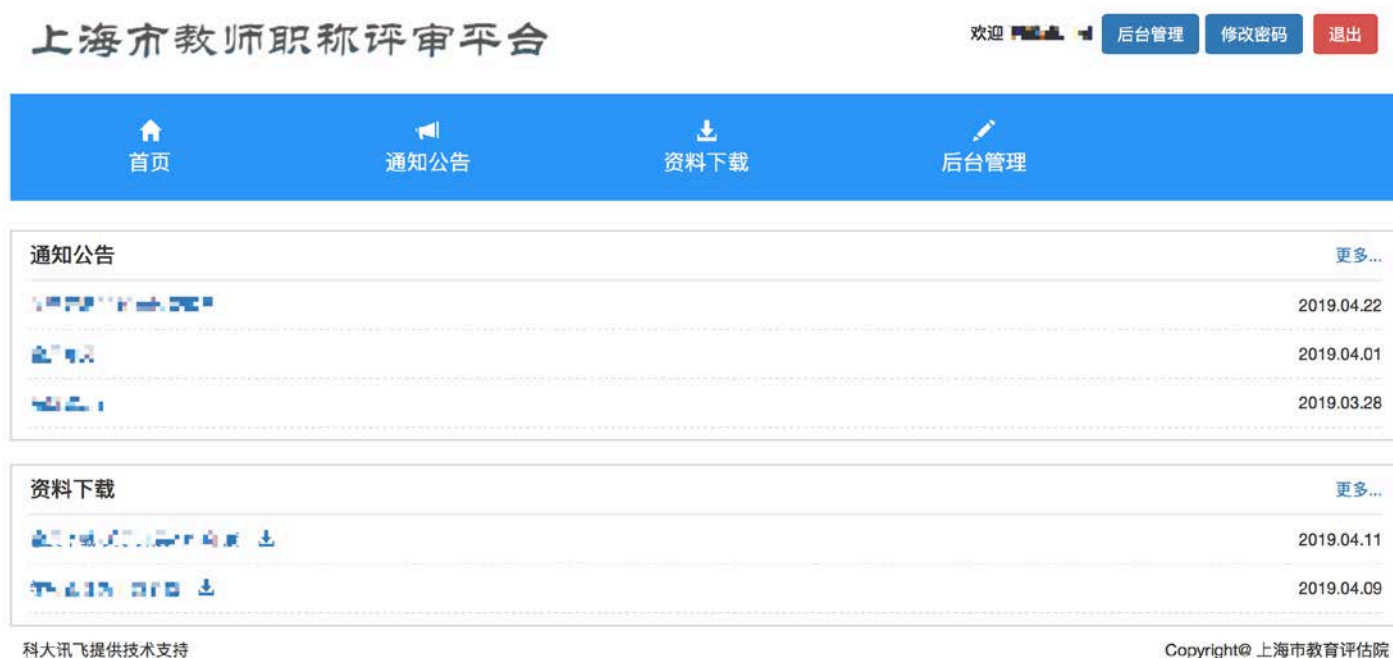 上海市教师职称评审平台
欢迎 后台管理 修改密码 退出
首页 通知公告 资料下载 后台管理
通知公告 更多...
2019.04.22
2019.04.01
2019.03.28
资料下载 更多...
2019.04.11
2019.04.09
科大讯飞提供技术支持 Copyright@ 上海市教育评估院